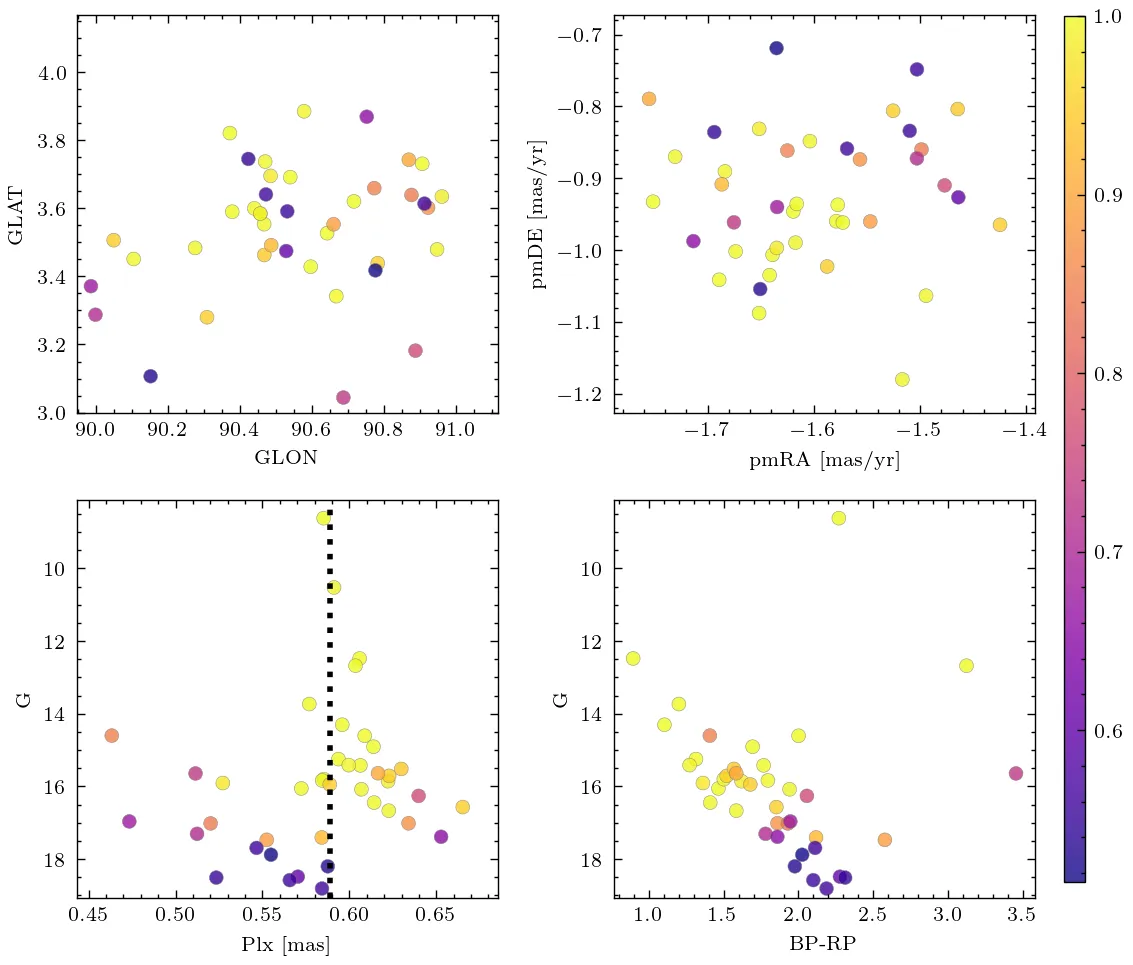 4.0
3.8
3.6
3.4
3.2
3.0
GLAT
90.0 90.2 90.4 90.6 90.8 91.0
GLON
−0.7
−0.8
−0.9
−1.0
−1.1
−1.2
pmDE [mas/yr]
−1.7 −1.6 −1.5 −1.4
pmRA [mas/yr]
10
12
14
16
18
G
0.45 0.50 0.55 0.60 0.65
Plx [mas]
10
12
14
16
18
G
1.0 1.5 2.0 2.5 3.0 3.5
BP-RP
1.0
0.9
0.8
0.7
0.6